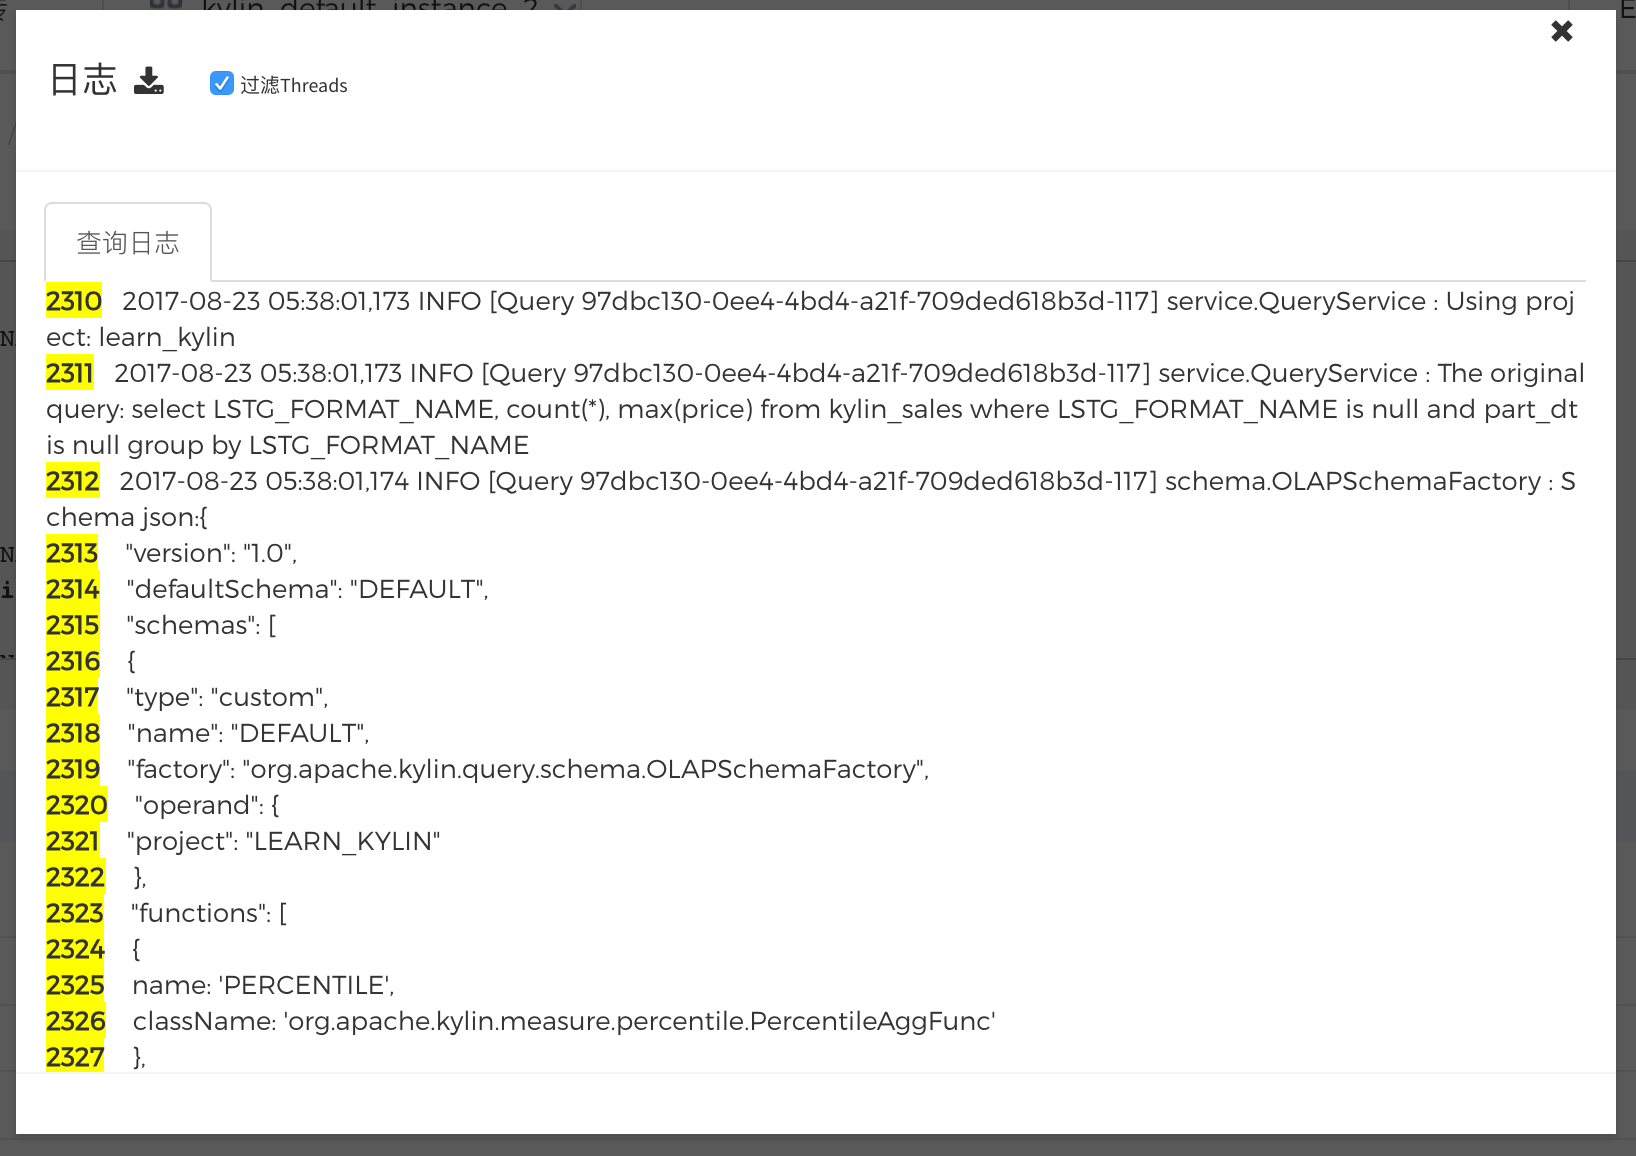 kylin_default_instance_2
日志
过滤Threads
查询日志
2310 2017-08-23 05:38:01,173 INFO [Query 97dbc130-0ee4-4bd4-a21f-709ded618b3d-117] service.QueryService : Using proj
ect: learn_kylin
2311 2017-08-23 05:38:01,173 INFO [Query 97dbc130-0ee4-4bd4-a21f-709ded618b3d-117] service.QueryService : The original
query: select LSTG_FORMAT_NAME, count(*), max(price) from kylin_sales where LSTG_FORMAT_NAME is null and part_dt
is null group by LSTG_FORMAT_NAME
2312 2017-08-23 05:38:01,174 INFO [Query 97dbc130-0ee4-4bd4-a21f-709ded618b3d-117] schema.OLAPSchemaFactory : S
chema json:{
2313 "version": "1.0",
2314 "defaultSchema": "DEFAULT",
2315 "schemas": [
2316 {
2317 "type": "custom",
2318 "name": "DEFAULT",
2319 "factory": "org.apache.kylin.query.schema.OLAPSchemaFactory",
2320 "operand": {
2321 "project": "LEARN_KYLIN"
2322 },
2323 "functions": [
2324 {
2325 name: 'PERCENTILE',
2326 className: 'org.apache.kylin.measure.percentile.PercentileAggFunc'
2327 },